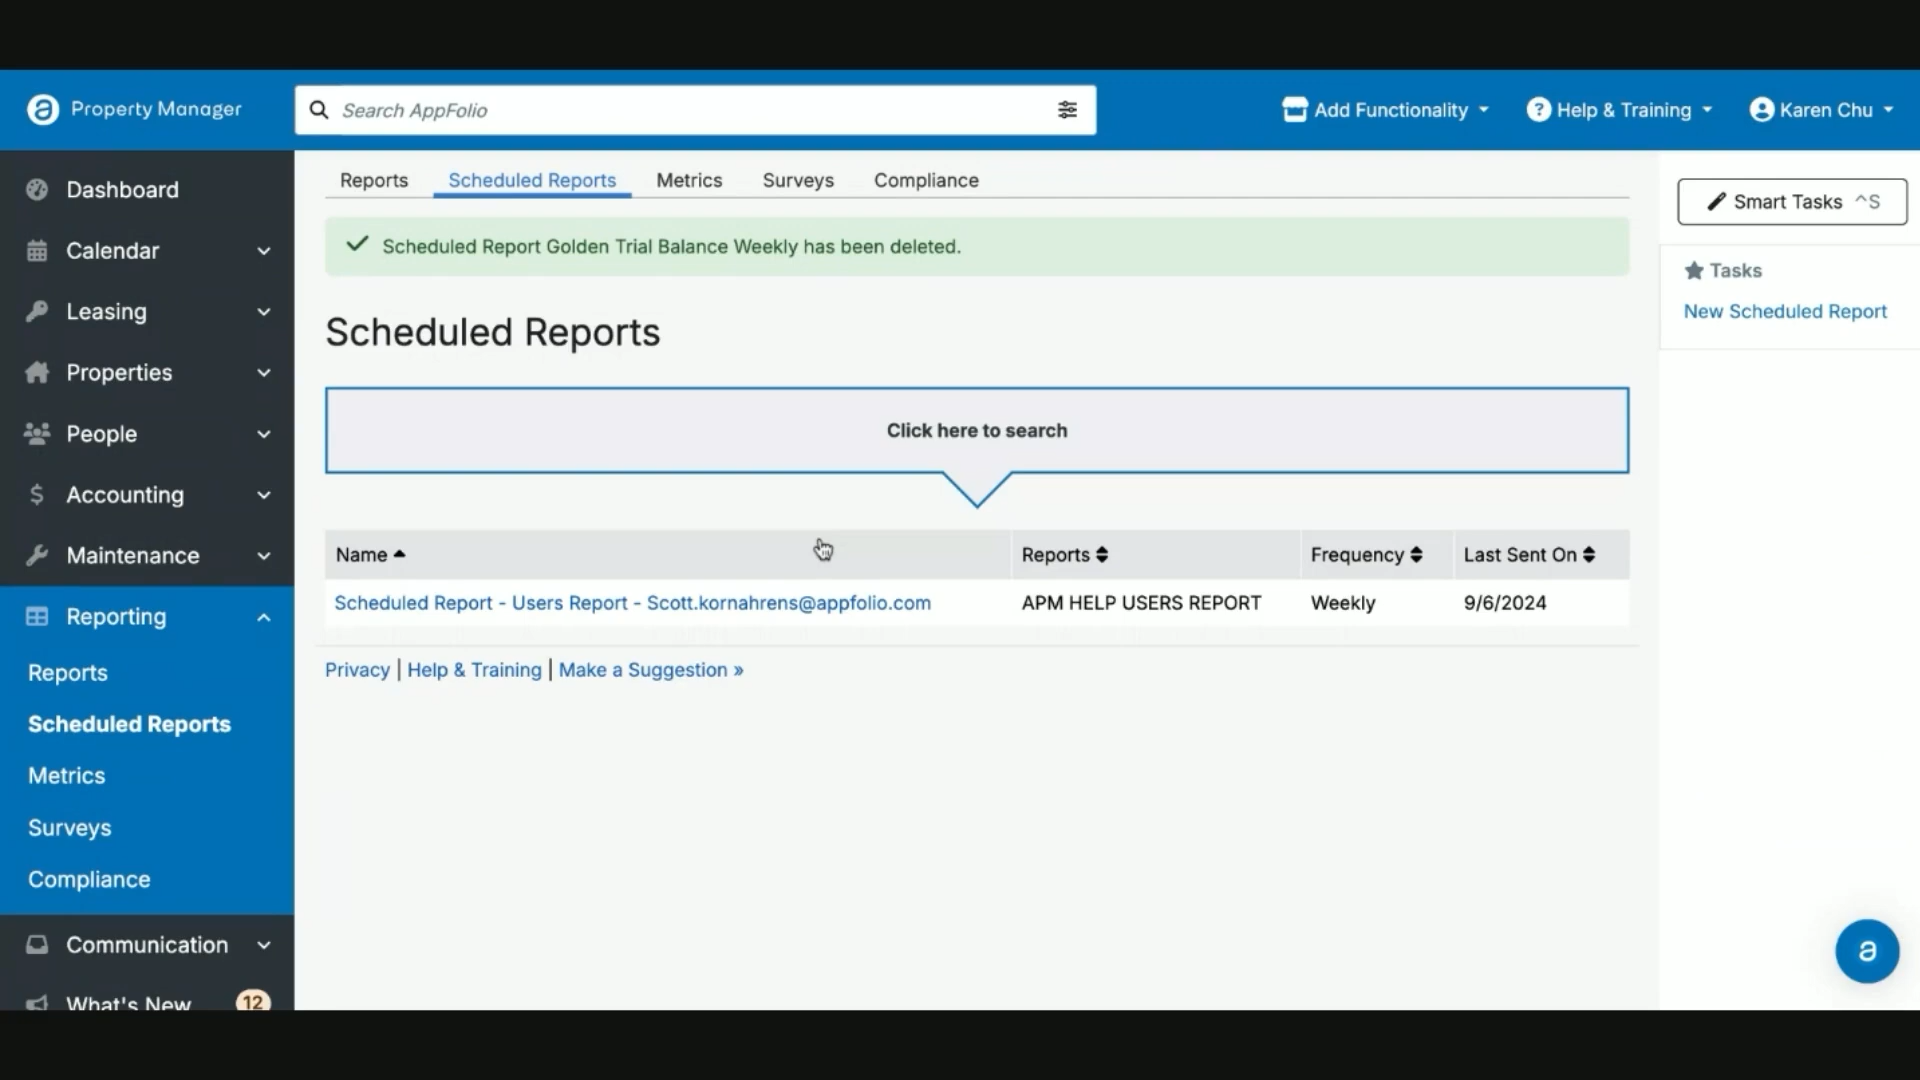 Property Manager
Search AppFolio
Add Functionality
Help & Training
Karen Chu
Dashboard
Calendar
Leasing
Properties
People
Accounting
Maintenance
Reporting
Reports
Scheduled Reports
Metrics
Surveys
Compliance
Communication
What's New 12
Reports Scheduled Reports Metrics Surveys Compliance
Scheduled Report Golden Trial Balance Weekly has been deleted.
Scheduled Reports
Click here to search
Name Reports Frequency Last Sent On
Scheduled Report - Users Report - Scott.kornahrens@appfolio.com APM HELP USERS REPORT Weekly 9/6/2024
Privacy | Help & Training | Make a Suggestion »
Smart Tasks ^S
Tasks
New Scheduled Report